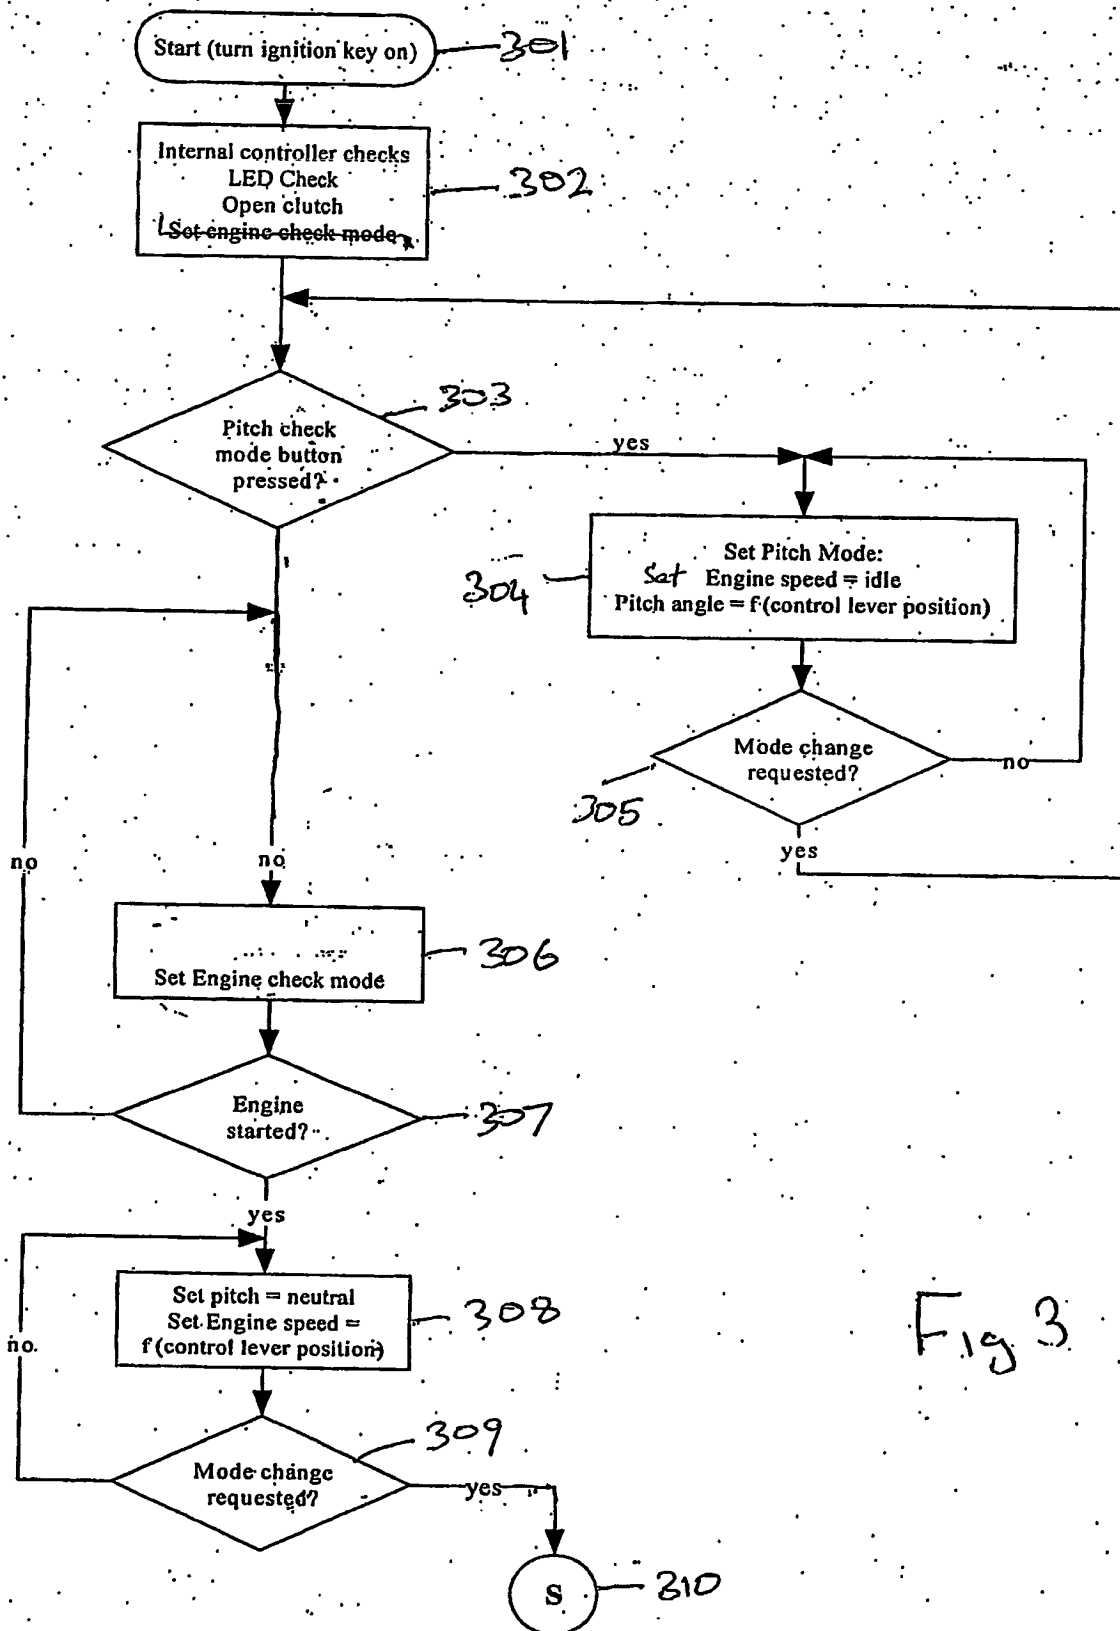 Start (turn ignition key on)
301
Internal controller checks
LED Check
Open clutch
Set engine check mode
302
303
Pitch check
mode button
pressed?
yes
Set Pitch Mode:
Set Engine speed = idle
Pitch angle = f (control lever position)
304
Mode change
requested?
no
305
yes
no
no
Set Engine check mode
306
Engine
started?
307
yes
Set pitch = neutral
Set Engine speed =
f (control lever position)
308
no
309
Mode change
requested?
yes
S
310
Fig 3